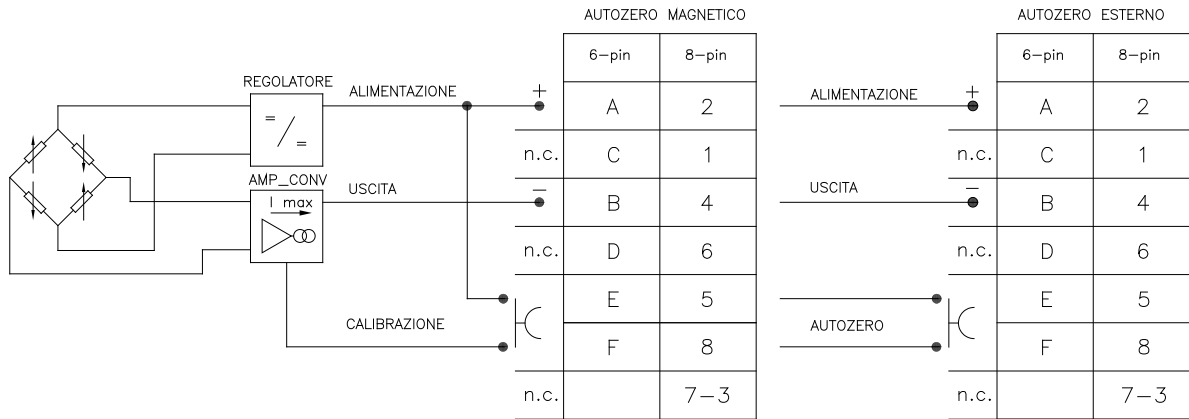 AUTOZERO MAGNETICO
6-pin 8-pin
REGOLATORE
= / =
ALIMENTAZIONE
+ A 2
n.c. C 1
AMP_CONV
I max
USCITA
− B 4
n.c. D 6
E 5
CALIBRAZIONE
F 8
n.c. 7-3
AUTOZERO ESTERNO
6-pin 8-pin
ALIMENTAZIONE
+ A 2
n.c. C 1
USCITA
− B 4
n.c. D 6
E 5
AUTOZERO
F 8
n.c. 7-3